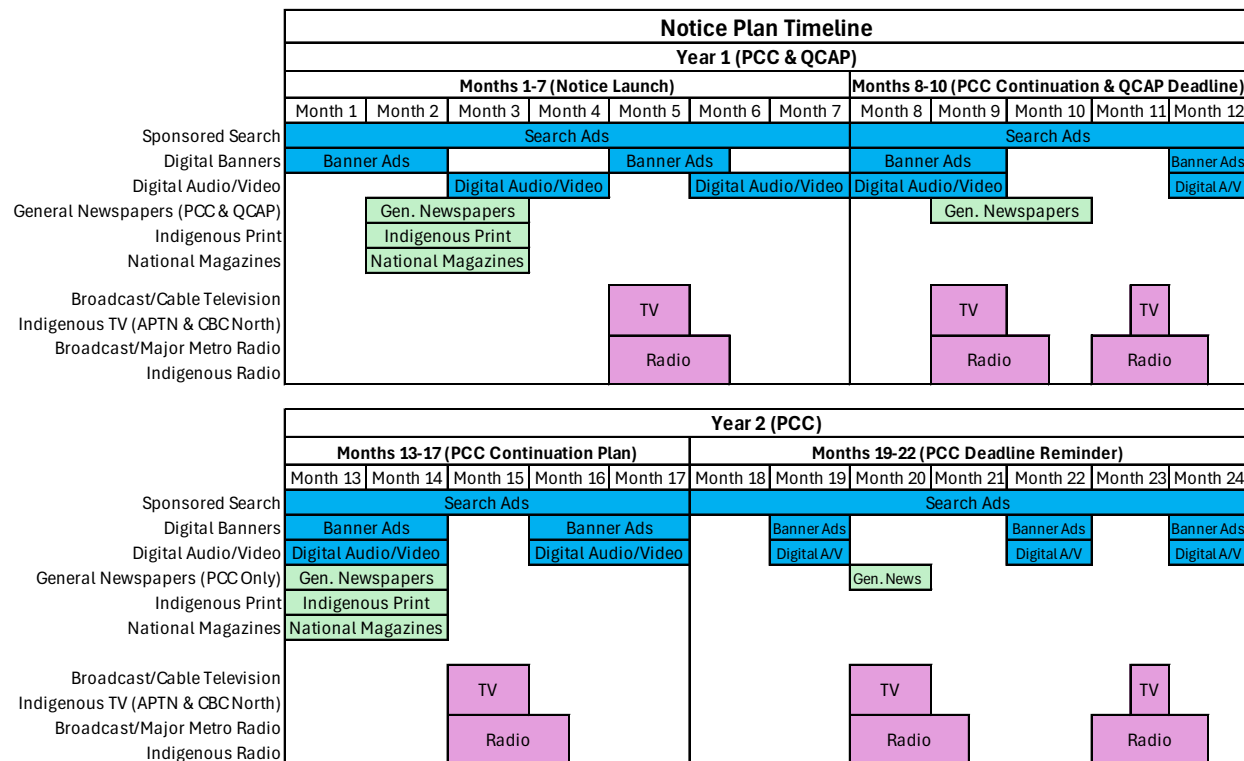 Notice Plan Timeline
Year 1 (PCC & QCAP)
Months 1-7 (Notice Launch) Months 8-10 (PCC Continuation & QCAP Deadline)
Month 1 Month 2 Month 3 Month 4 Month 5 Month 6 Month 7 Month 8 Month 9 Month 10 Month 11 Month 12
Sponsored Search Search Ads Search Ads
Digital Banners Banner Ads Banner Ads Banner Ads Banner Ads
Digital Audio/Video Digital Audio/Video Digital Audio/Video Digital Audio/Video Digital A/V
General Newspapers (PCC & QCAP) Gen. Newspapers Gen. Newspapers
Indigenous Print Indigenous Print
National Magazines National Magazines
Broadcast/Cable Television
TV TV TV
Indigenous TV (APTN & CBC North)
Broadcast/Major Metro Radio
Radio Radio Radio
Indigenous Radio
Year 2 (PCC)
Months 13-17 (PCC Continuation Plan) Months 19-22 (PCC Deadline Reminder)
Month 13 Month 14 Month 15 Month 16 Month 17 Month 18 Month 19 Month 20 Month 21 Month 22 Month 23 Month 24
Sponsored Search Search Ads Search Ads
Digital Banners Banner Ads Banner Ads Banner Ads Banner Ads Banner Ads
Digital Audio/Video Digital Audio/Video Digital Audio/Video Digital A/V Digital A/V Digital A/V
General Newspapers (PCC Only) Gen. Newspapers Gen. News
Indigenous Print Indigenous Print
National Magazines National Magazines
Broadcast/Cable Television
TV TV TV
Indigenous TV (APTN & CBC North)
Broadcast/Major Metro Radio
Radio Radio Radio
Indigenous Radio